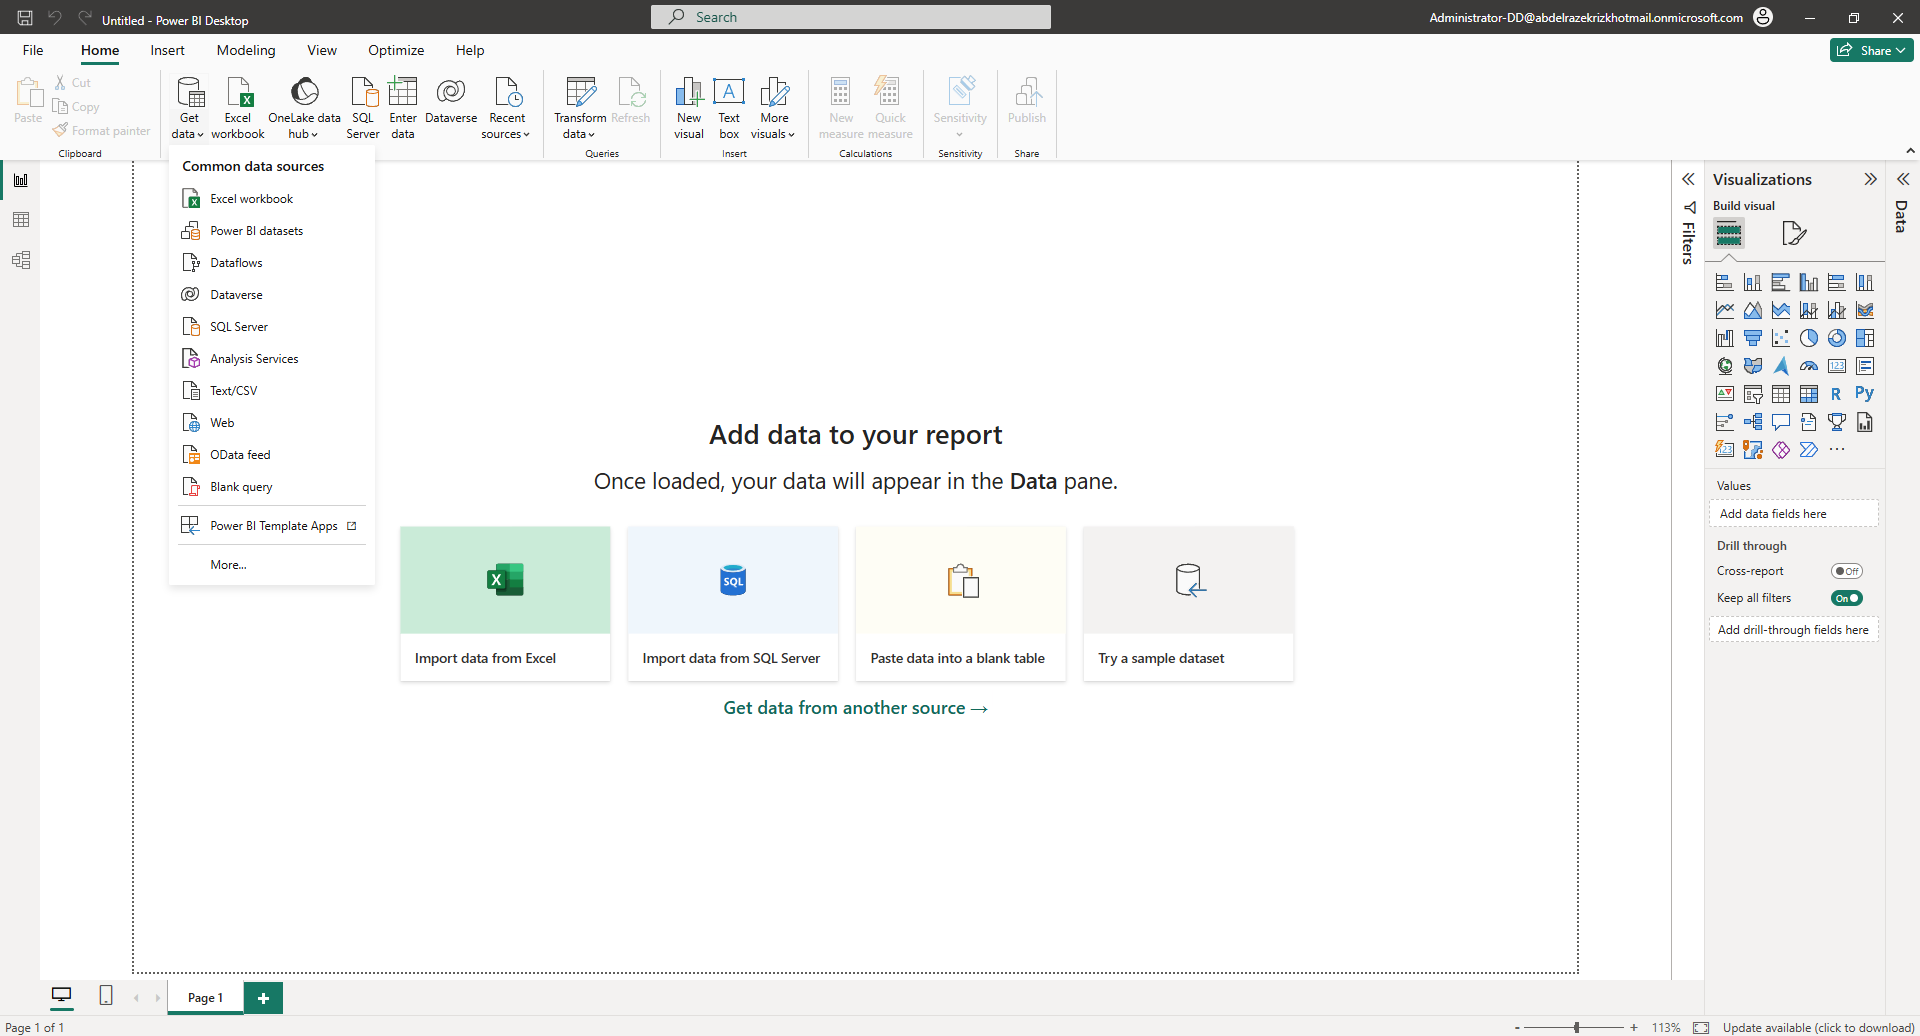 Untitled - Power BI Desktop
Search
Administrator-DD@abdelrazekrizkhotmail.onmicrosoft.com
File
Home
Insert
Modeling
View
Optimize
Help
Share
Paste
Cut
Copy
Format painter
Clipboard
Get
data
Excel
workbook
OneLake data
hub
SQL
Server
Enter
data
Dataverse
Recent
sources
Transform
data
Refresh
Queries
New
visual
A
Text
box
More
visuals
Insert
New
measure
Quick
measure
Calculations
Sensitivity
Sensitivity
Publish
Share
Common data sources
Excel workbook
Power BI datasets
Dataflows
Dataverse
SQL Server
Analysis Services
Text/CSV
Web
OData feed
Blank query
Power BI Template Apps
More...
Add data to your report
Once loaded, your data will appear in the Data pane.
X
SQL
Import data from Excel
Import data from SQL Server
Paste data into a blank table
Try a sample dataset
Get data from another source →
Filters
Visualizations
Build visual
123
R
Py
123
...
Values
Add data fields here
Drill through
Cross-report
Off
Keep all filters
On
Add drill-through fields here
Data
Page 1
+
Page 1 of 1
-
+
113%
Update available (click to download)